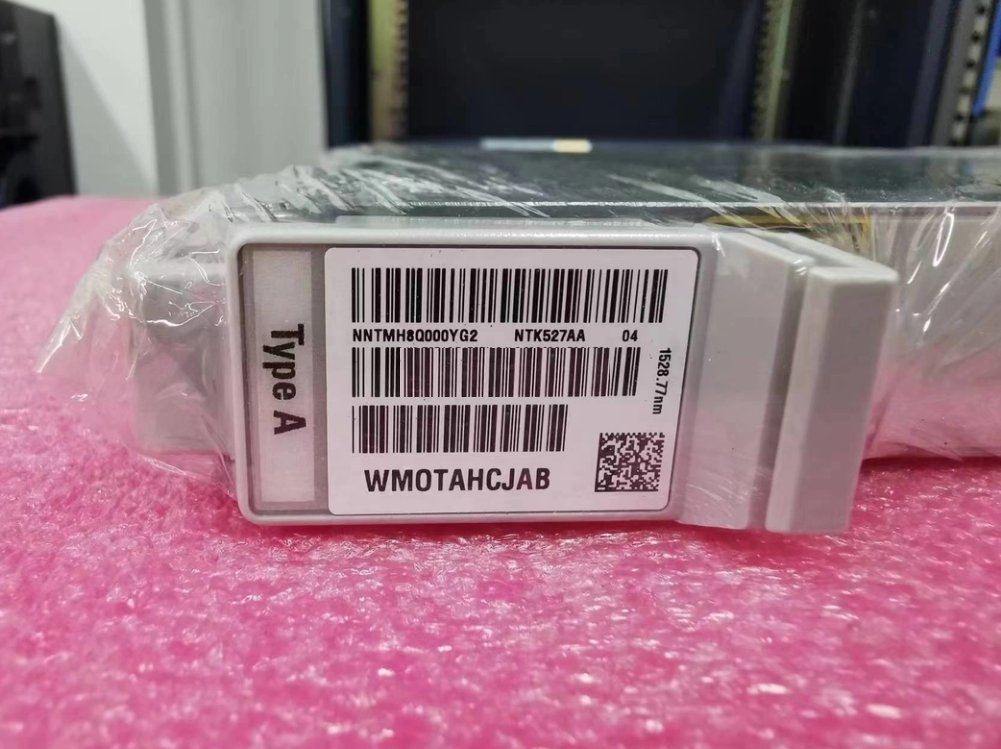 Type A
NNTMH8Q000YG2 NTK527AA 04
1528.77nm
WMOTAHCJAB